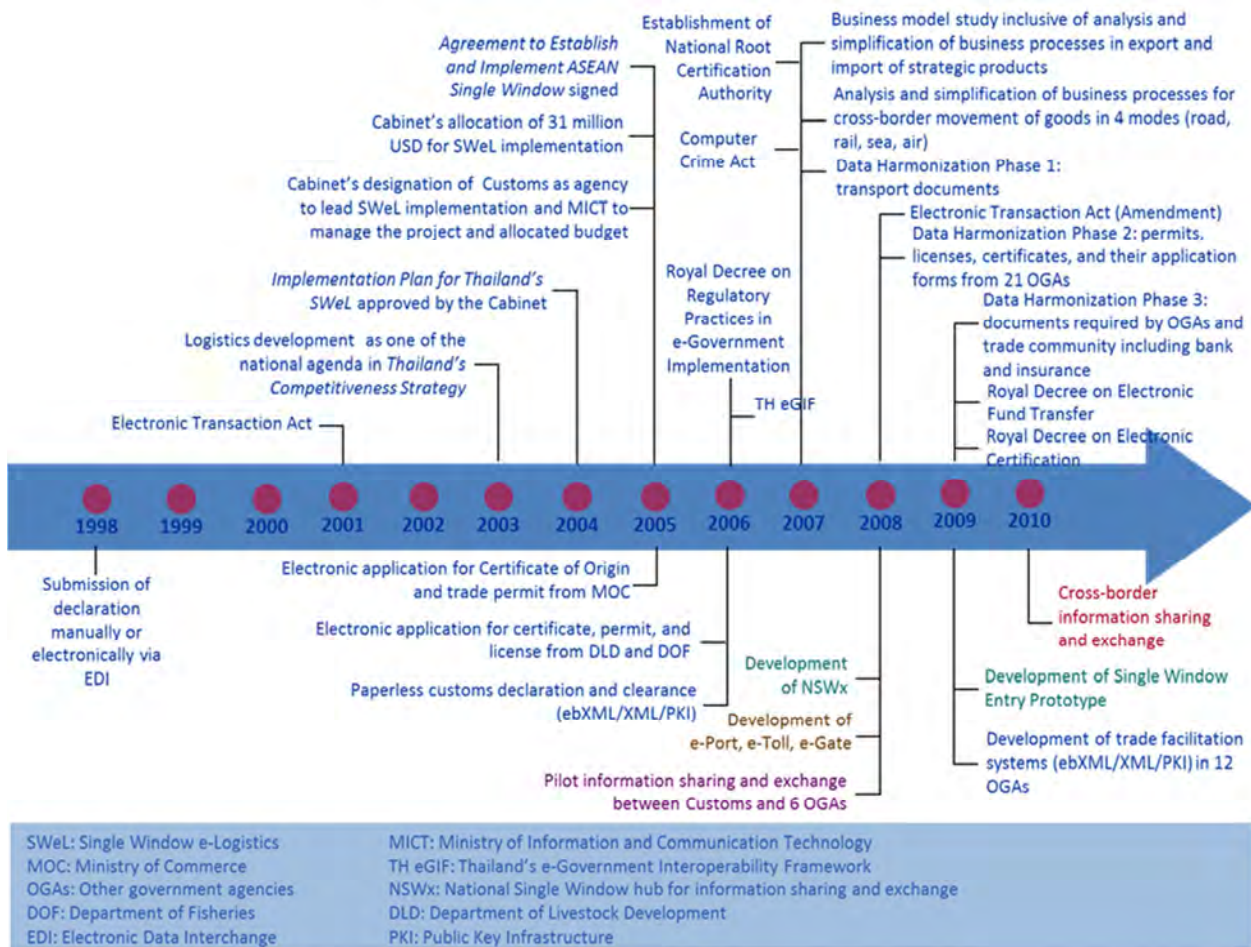 Agreement to Establish
and Implement ASEAN
Single Window signed
Cabinet's allocation of 31 million
USD for SWeL implementation
Cabinet's designation of Customs as agency
to lead SWeL implementation and MICT to
manage the project and allocated budget
Implementation Plan for Thailand's
SWeL approved by the Cabinet
Logistics development as one of the
national agenda in Thailand's
Competitiveness Strategy
Electronic Transaction Act
Establishment of
National Root
Certification
Authority
Computer
Crime Act
Royal Decree on
Regulatory
Practices in
e-Government
Implementation
TH eGIF
Business model study inclusive of analysis and
simplification of business processes in export and
import of strategic products
Analysis and simplification of business processes for
cross-border movement of goods in 4 modes (road,
rail, sea, air)
Data Harmonization Phase 1:
transport documents
Electronic Transaction Act (Amendment)
Data Harmonization Phase 2: permits,
licenses, certificates, and their application
forms from 21 OGAs
Data Harmonization Phase 3:
documents required by OGAs and
trade community including bank
and insurance
Royal Decree on Electronic
Fund Transfer
Royal Decree on Electronic
Certification
1998 1999 2000 2001 2002 2003 2004 2005 2006 2007 2008 2009 2010
Submission of
declaration
manually or
electronically via
EDI
Electronic application for Certificate of Origin
and trade permit from MOC
Electronic application for certificate, permit, and
license from DLD and DOF
Paperless customs declaration and clearance
(ebXML/XML/PKI)
Development
of NSWx
Development of
e-Port, e-Toll, e-Gate
Pilot information sharing and exchange
between Customs and 6 OGAs
Cross-border
information sharing
and exchange
Development of Single Window
Entry Prototype
Development of trade facilitation
systems (ebXML/XML/PKI) in 12
OGAs
SWeL: Single Window e-Logistics
MOC: Ministry of Commerce
OGAs: Other government agencies
DOF: Department of Fisheries
EDI: Electronic Data Interchange
MICT: Ministry of Information and Communication Technology
TH eGIF: Thailand's e-Government Interoperability Framework
NSWx: National Single Window hub for information sharing and exchange
DLD: Department of Livestock Development
PKI: Public Key Infrastructure